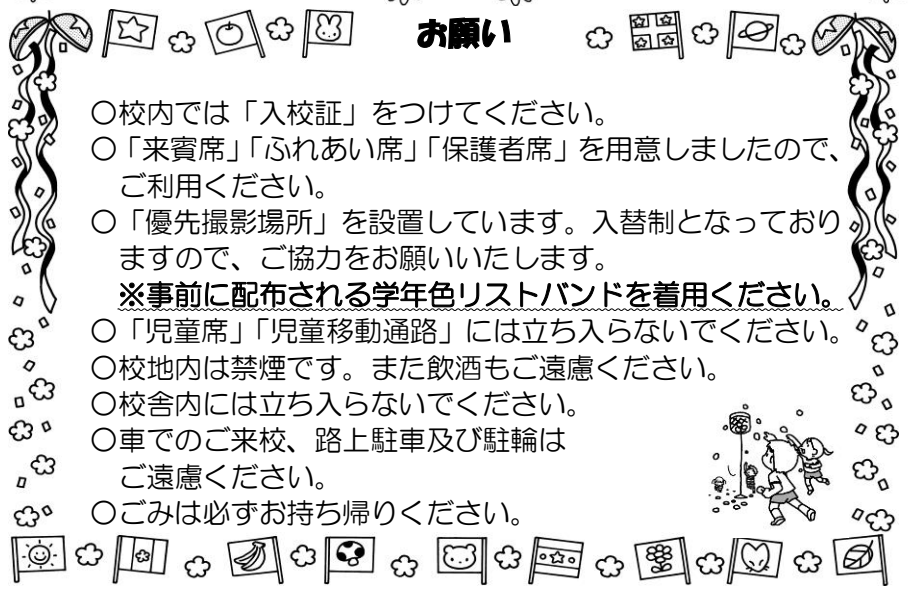 お願い
○校内では「入校証」をつけてください。
○「来賓席」「ふれあい席」「保護者席」を用意しましたので、
ご利用ください。
○「優先撮影場所」を設置しています。入替制となっており
ますので、ご協力をお願いいたします。
※事前に配布される学年色リストバンドを着用ください。
○「児童席」「児童移動通路」には立ち入らないでください。
○校地内は禁煙です。また飲酒もご遠慮ください。
○校舎内には立ち入らないでください。
○車でのご来校、路上駐車及び駐輪は
ご遠慮ください。
○ごみは必ずお持ち帰りください。